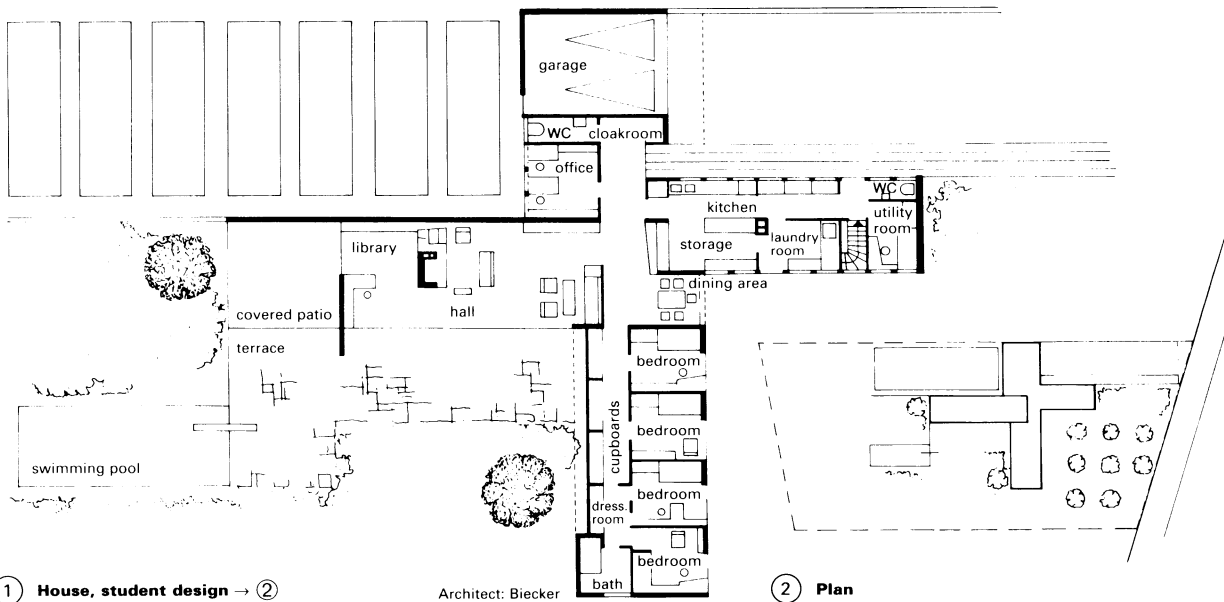 garage
WC
cloakroom
office
WC
kitchen
utility
room
library
storage
laundry
room
dining area
hall
covered patio
terrace
bedroom
cupboards
bedroom
swimming pool
bedroom
dress.
room
bedroom
bath
① House, student design → ②
Architect: Biecker
② Plan